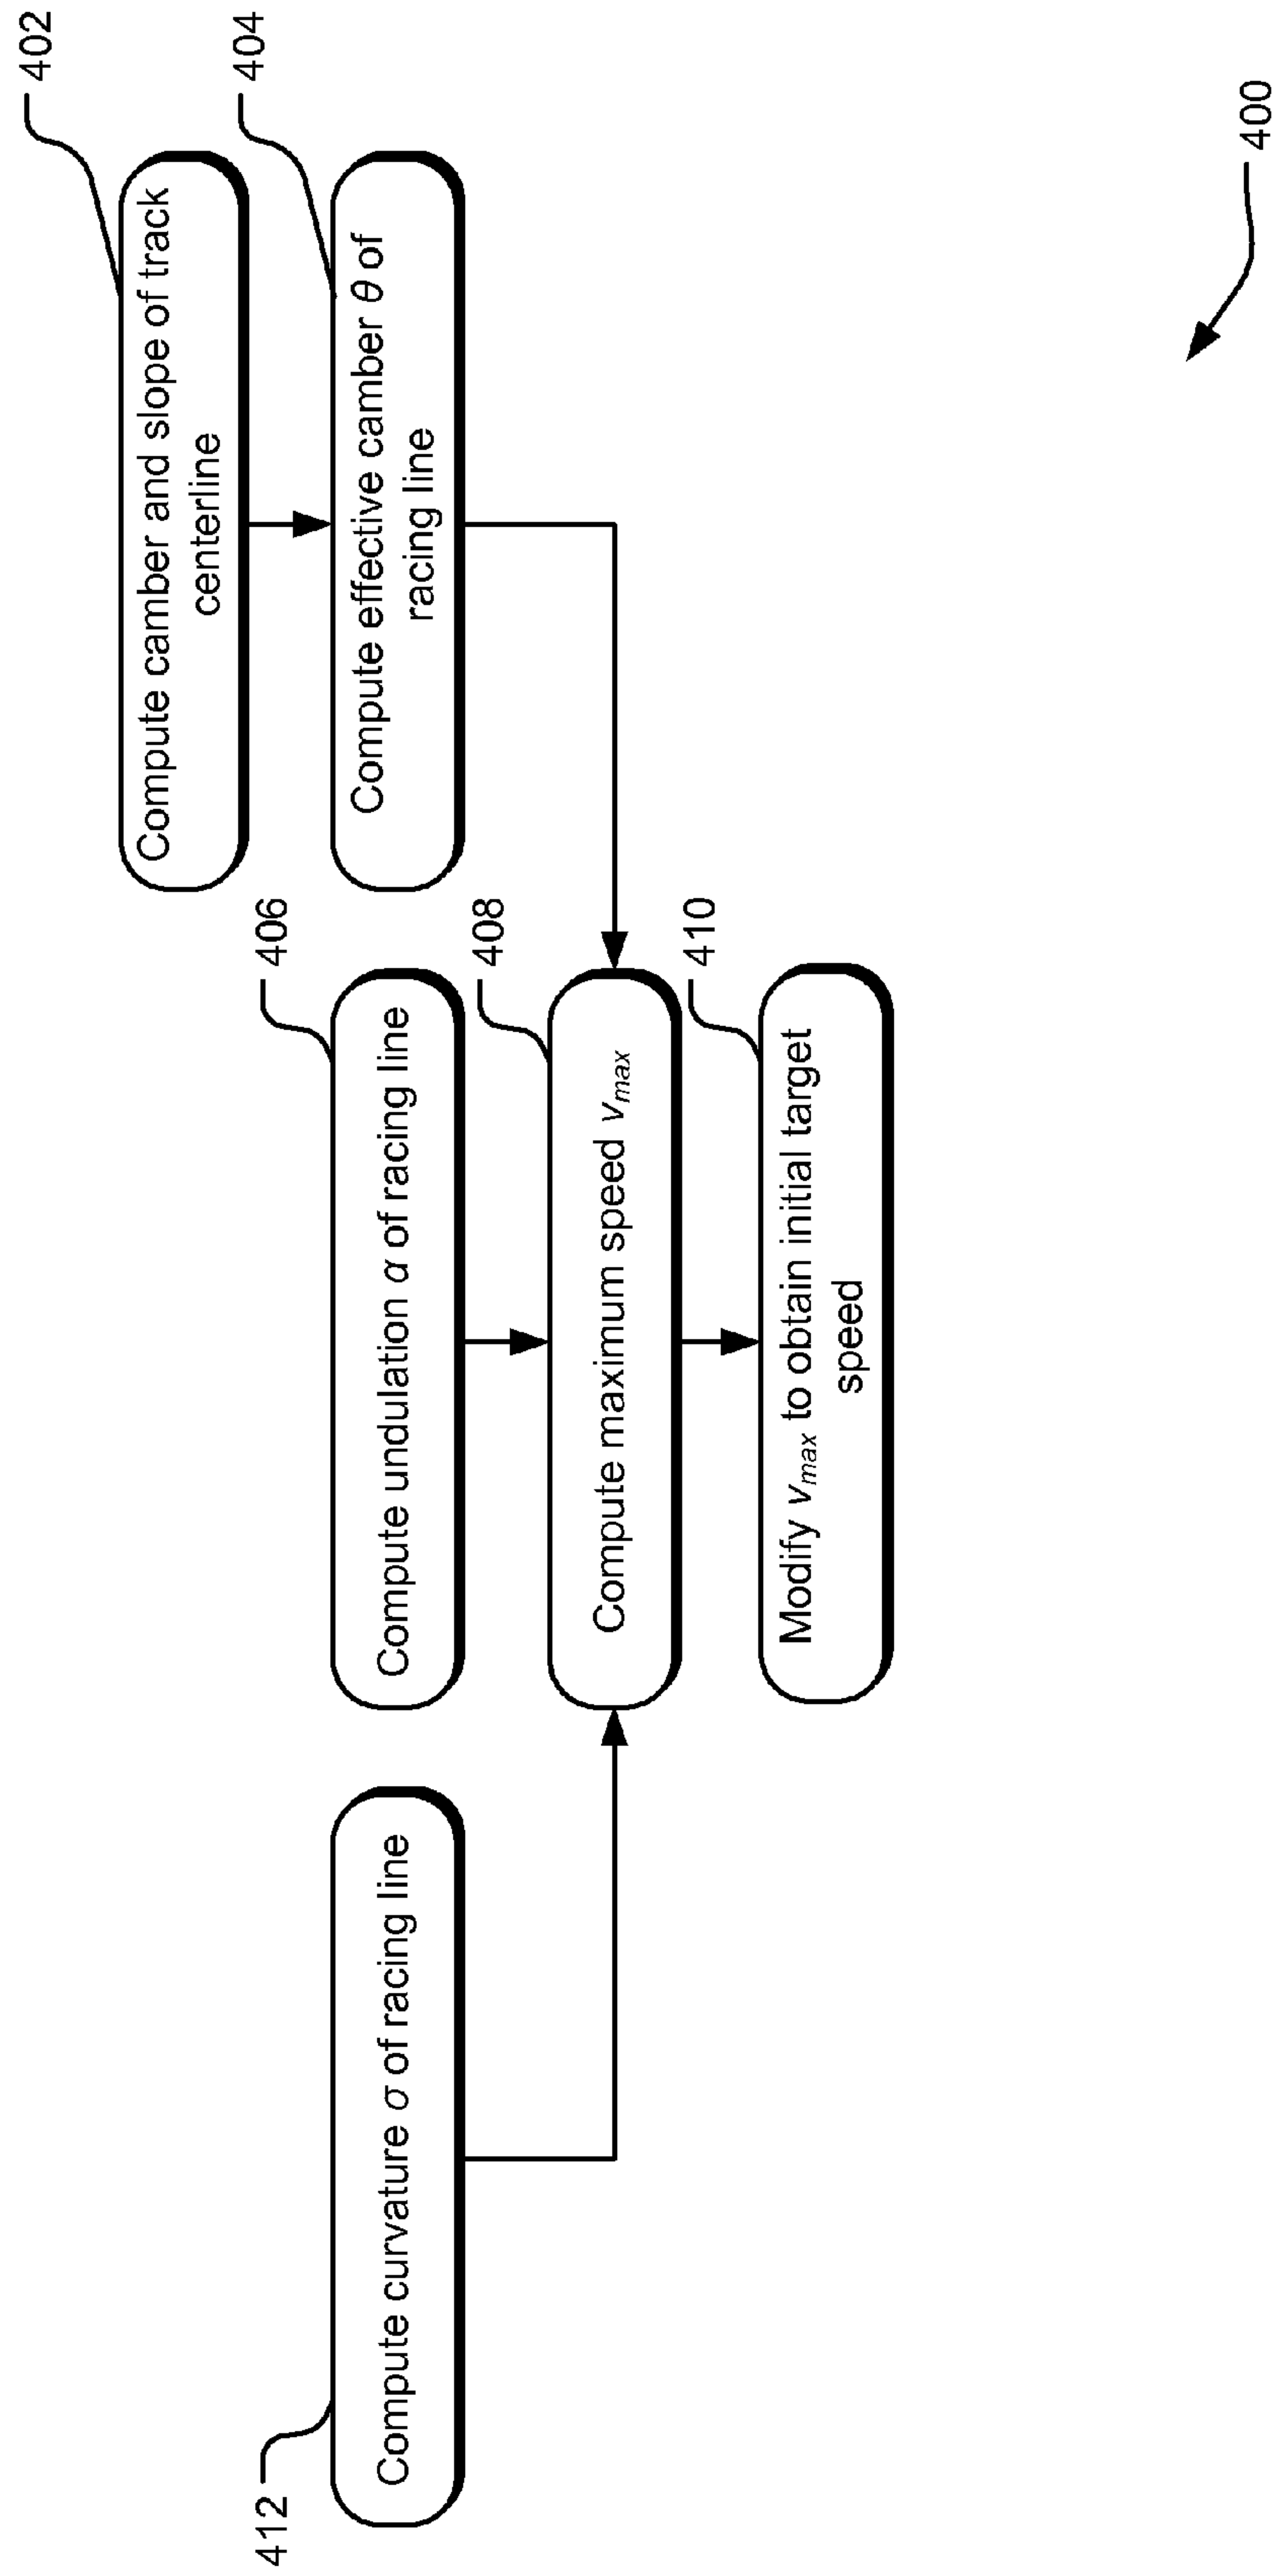 402
Compute camber and slope of track
centerline
404
Compute effective camber θ of
racing line
406
Compute undulation α of racing line
412
Compute curvature σ of racing line
408
Compute maximum speed vmax
410
Modify vmax to obtain initial target
speed
400